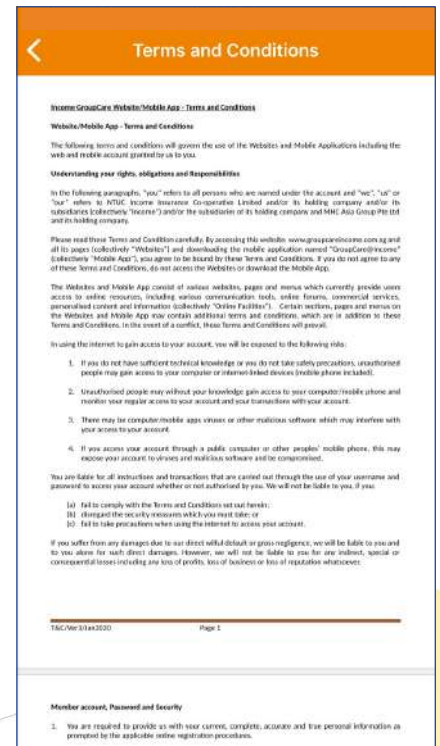 Terms and Conditions
Income GroupCare Website/Mobile App - Terms and Conditions
Website/Mobile App - Terms and Conditions
The following terms and conditions will govern the use of the Websites and Mobile Applications including the
web and mobile account granted by us to you.
Understanding your rights, obligations and Responsibilities
In the following paragraphs, "you" refers to all persons who are named under the account and "we", "us" or
"our" refers to NTUC Income Insurance Co-operative Limited and/or its holding company and/or its
subsidiaries (collectively "Income") and/or the subsidiaries of its holding company and MHC Asia Group Pte Ltd
and its holding company.
Please read these Terms and Condition carefully. By accessing this website www.groupcareincome.com.sg and
all its pages (collectively "Websites") and downloading the mobile application named "GroupCare@Income"
(collectively "Mobile App"), you agree to be bound by these Terms and Conditions. If you do not agree to any
of these Terms and Conditions, do not access the Websites or download the Mobile App.
The Websites and Mobile App consist of various websites, pages and menus which currently provide users
access to online resources, including various communication tools, online forums, commercial services,
personalised content and information (collectively "Online Facilities"). Certain sections, pages and menus on
the Websites and Mobile App may contain additional terms and conditions, which are in addition to these
Terms and Conditions. In the event of a conflict, these Terms and Conditions will prevail.
In using the internet to gain access to your account, you will be exposed to the following risks:
1. If you do not have sufficient technical knowledge or you do not take safety precautions, unauthorised
people may gain access to your computer or internet-linked devices (mobile phone included).
2. Unauthorised people may without your knowledge gain access to your computer/mobile phone and
monitor your regular access to your account and your transactions with your account.
3. There may be computer/mobile apps viruses or other malicious software which may interfere with
your access to your account.
4. If you access your account through a public computer or other peoples' mobile phone, this may
expose your account to viruses and malicious software and be compromised.
You are liable for all instructions and transactions that are carried out through the use of your username and
password to access your account whether or not authorised by you. We will not be liable to you, if you:
(a) fail to comply with the Terms and Conditions set out herein;
(b) disregard the security measures which you must take; or
(c) fail to take precautions when using the internet to access your account.
If you suffer from any damages due to our direct wilful default or gross negligence, we will be liable to you and
to you alone for such direct damages. However, we will not be liable to you for any indirect, special or
consequential losses including any loss of profits, loss of business or loss of reputation whatsoever.
T&C/Ver3/Jan2020 Page 1
Member account, Password and Security
1. You are required to provide us with your current, complete, accurate and true personal information as
prompted by the applicable online registration procedures.